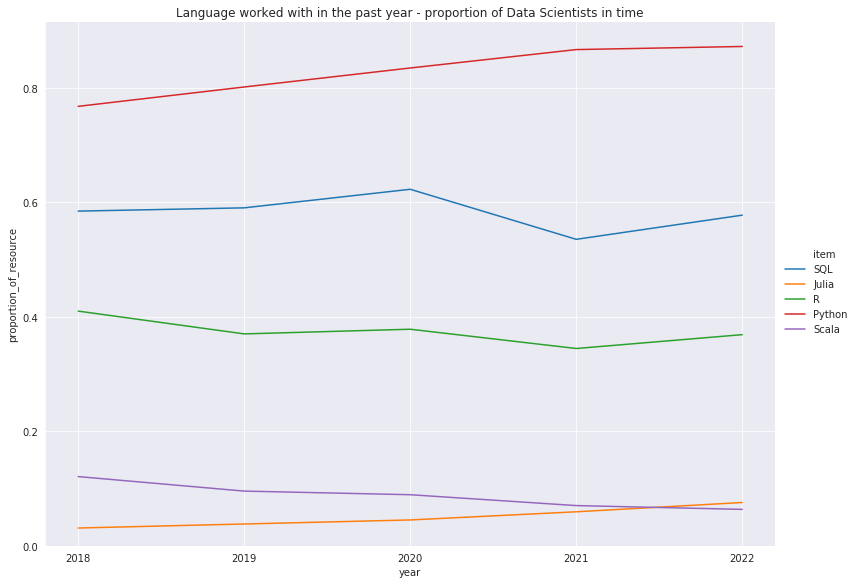 Language worked with in the past year - proportion of Data Scientists in time
proportion_of_resource
0.8
0.6
0.4
0.2
0.0
2018
2019
2020
2021
2022
year
item
SQL
Julia
R
Python
Scala